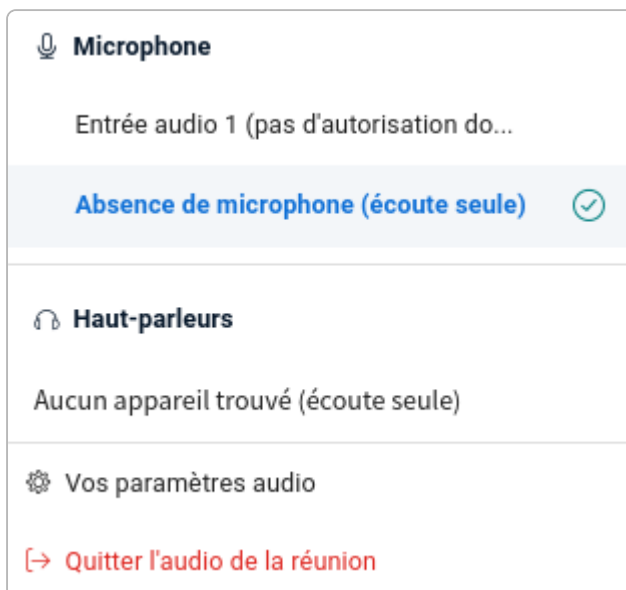 Microphone
Entrée audio 1 (pas d'autorisation do...
Absence de microphone (écoute seule)
Haut-parleurs
Aucun appareil trouvé (écoute seule)
Vos paramètres audio
Quitter l'audio de la réunion